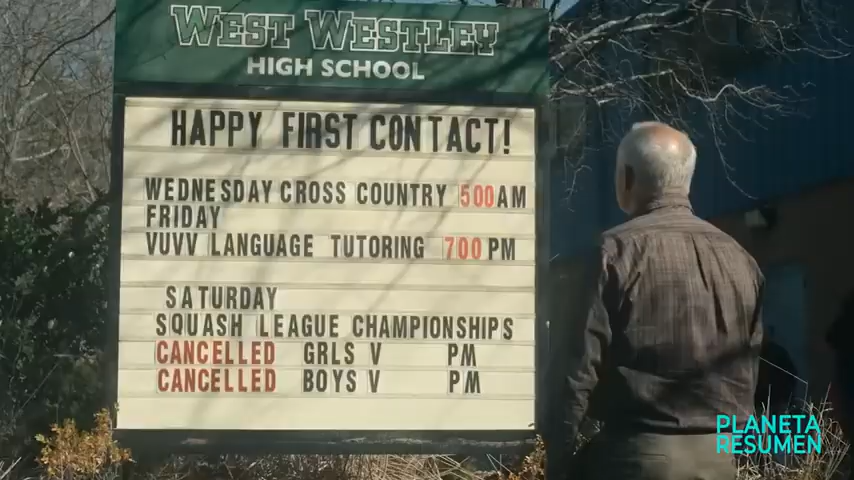 WEST WESTLEY
HIGH SCHOOL
HAPPY FIRST CONTACT!
WEDNESDAY CROSS COUNTRY 500AM
FRIDAY
VUVV LANGUAGE TUTORING 700 PM
SATURDAY
SQUASH LEAGUE CHAMPIONSHIPS
CANCELLED GRLS V PM
CANCELLED BOYS V PM
PLANETA
RESUMEN